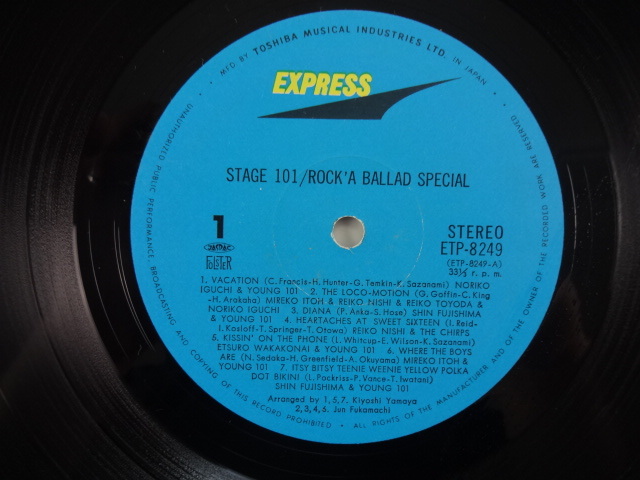 MFD BY TOSHIBA MUSICAL INDUSTRIES LTD. IN JAPAN •
EXPRESS
STAGE 101/ROCK'A BALLAD SPECIAL
1
STEREO
ETP-8249
(ETP-8249-A)
33⅓ r. p. m.
1. VACATION (C. Francis-H. Hunter-G. Temkin-K. Sazanami) NORIKO
IGUCHI & YOUNG 101 2. THE LOCO-MOTION (G. Goffin-C. King
-H. Arakaba) MIREKO ITOH & REIKO NISHI & REIKO TOYODA &
NORIKO IGUCHI 3. DIANA (P. Anka-S. Hose) SHIN FUJISHIMA
& YOUNG 101 4. HEARTACHES AT SWEET SIXTEEN (I. Reid-
I. Kosloff-T. Springer-T. Otowa) REIKO NISHI & THE CHIRPS
5. KISSIN' ON THE PHONE (L. Whitcup-E. Wilson-K. Sazanami)
ETSURO WAKAKONAI & YOUNG 101 6. WHERE THE BOYS
ARE (N. Sedaka-H. Greenfield-A. Okuyama) MIREKO ITOH &
YOUNG 101 7. ITSY BITSY TEENIE WEENIE YELLOW POLKA
DOT BIKINI (L. Pockriss-P. Vance-T. Iwatani)
SHIN FUJISHIMA & YOUNG 101
Arranged by 1,5,7. Kiyoshi Yamaya
2,3,4,6. Jun Fukamachi
UNAUTHORIZED PUBLIC PERFORMANCE, BROADCASTING AND COPYING OF THIS RECORD PROHIBITED • ALL RIGHTS OF THE MANUFACTURER AND OF THE OWNER OF THE RECORDED WORK ARE RESERVED